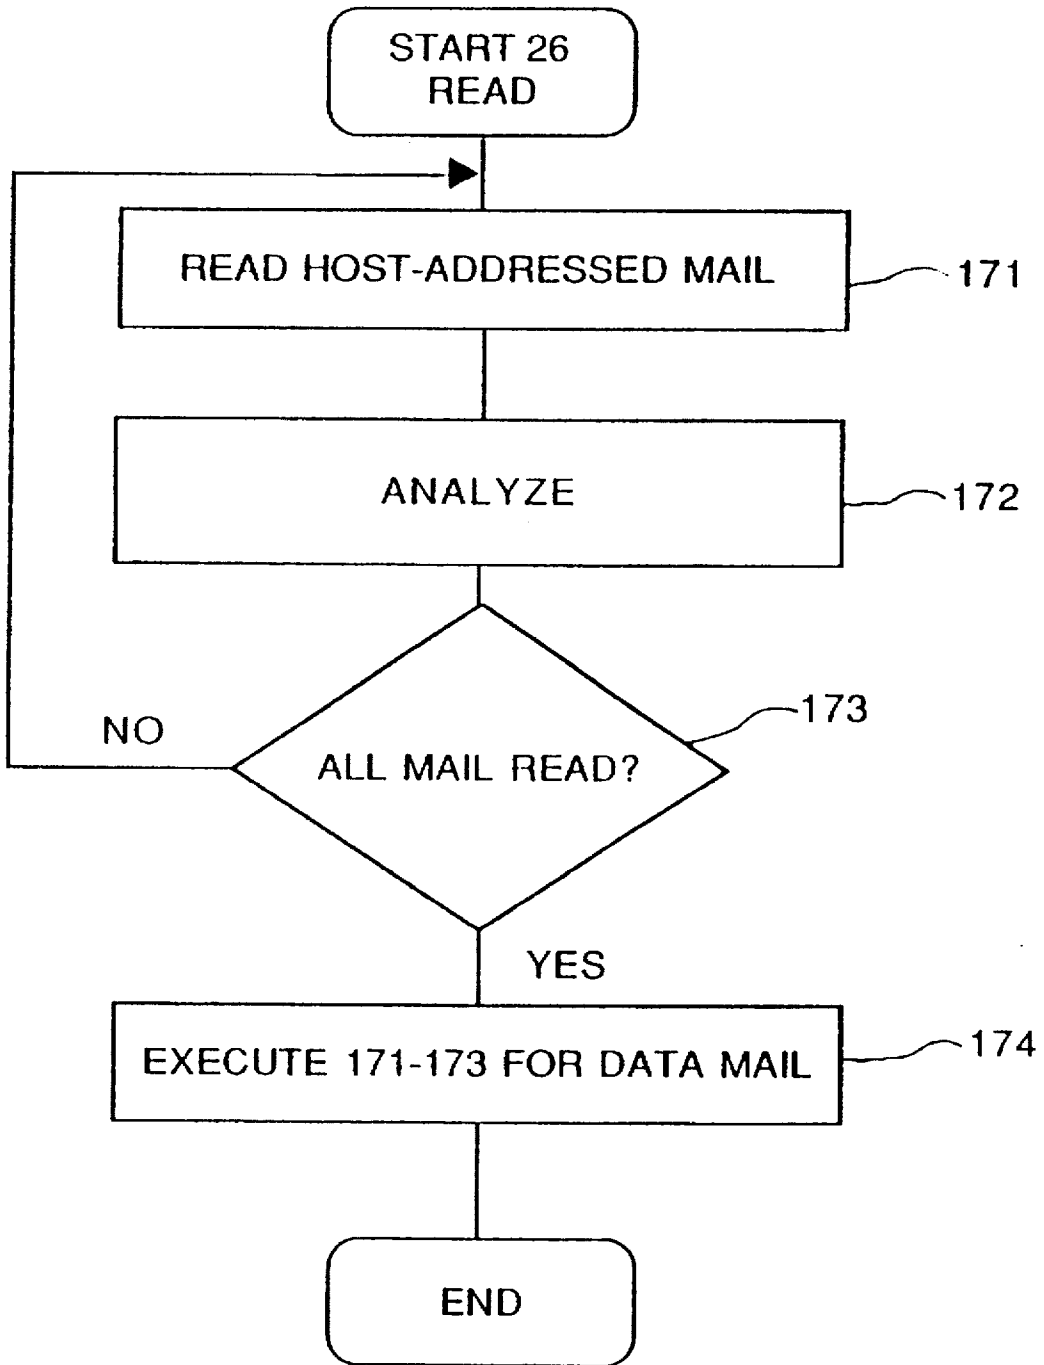 START 26
READ
READ HOST-ADDRESSED MAIL
171
ANALYZE
172
173
NO
ALL MAIL READ?
YES
EXECUTE 171-173 FOR DATA MAIL
174
END